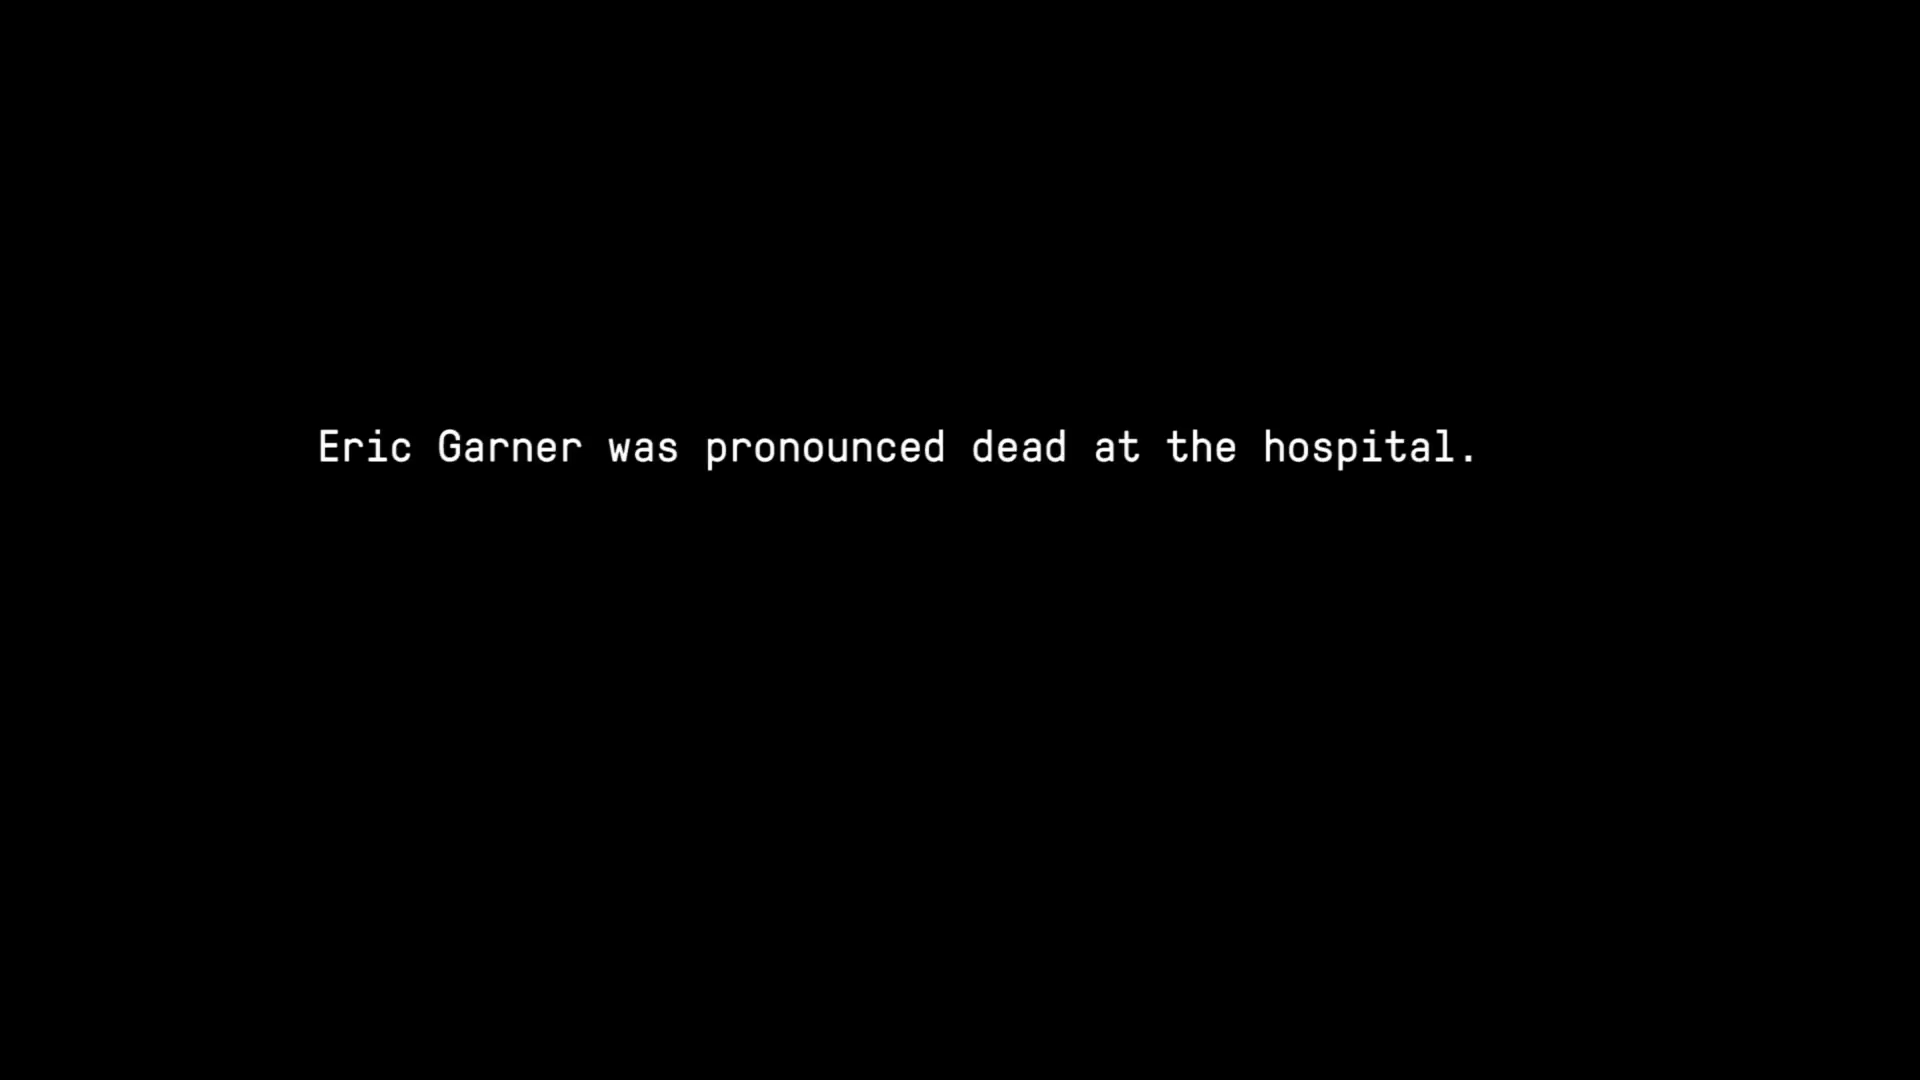 Eric Garner was pronounced dead at the hospital.